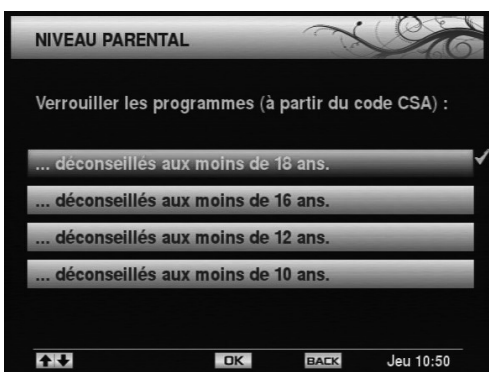 NIVEAU PARENTAL
Verrouiller les programmes (à partir du code CSA) :
... déconseillés aux moins de 18 ans.
... déconseillés aux moins de 16 ans.
... déconseillés aux moins de 12 ans.
... déconseillés aux moins de 10 ans.
OK BACK Jeu 10:50